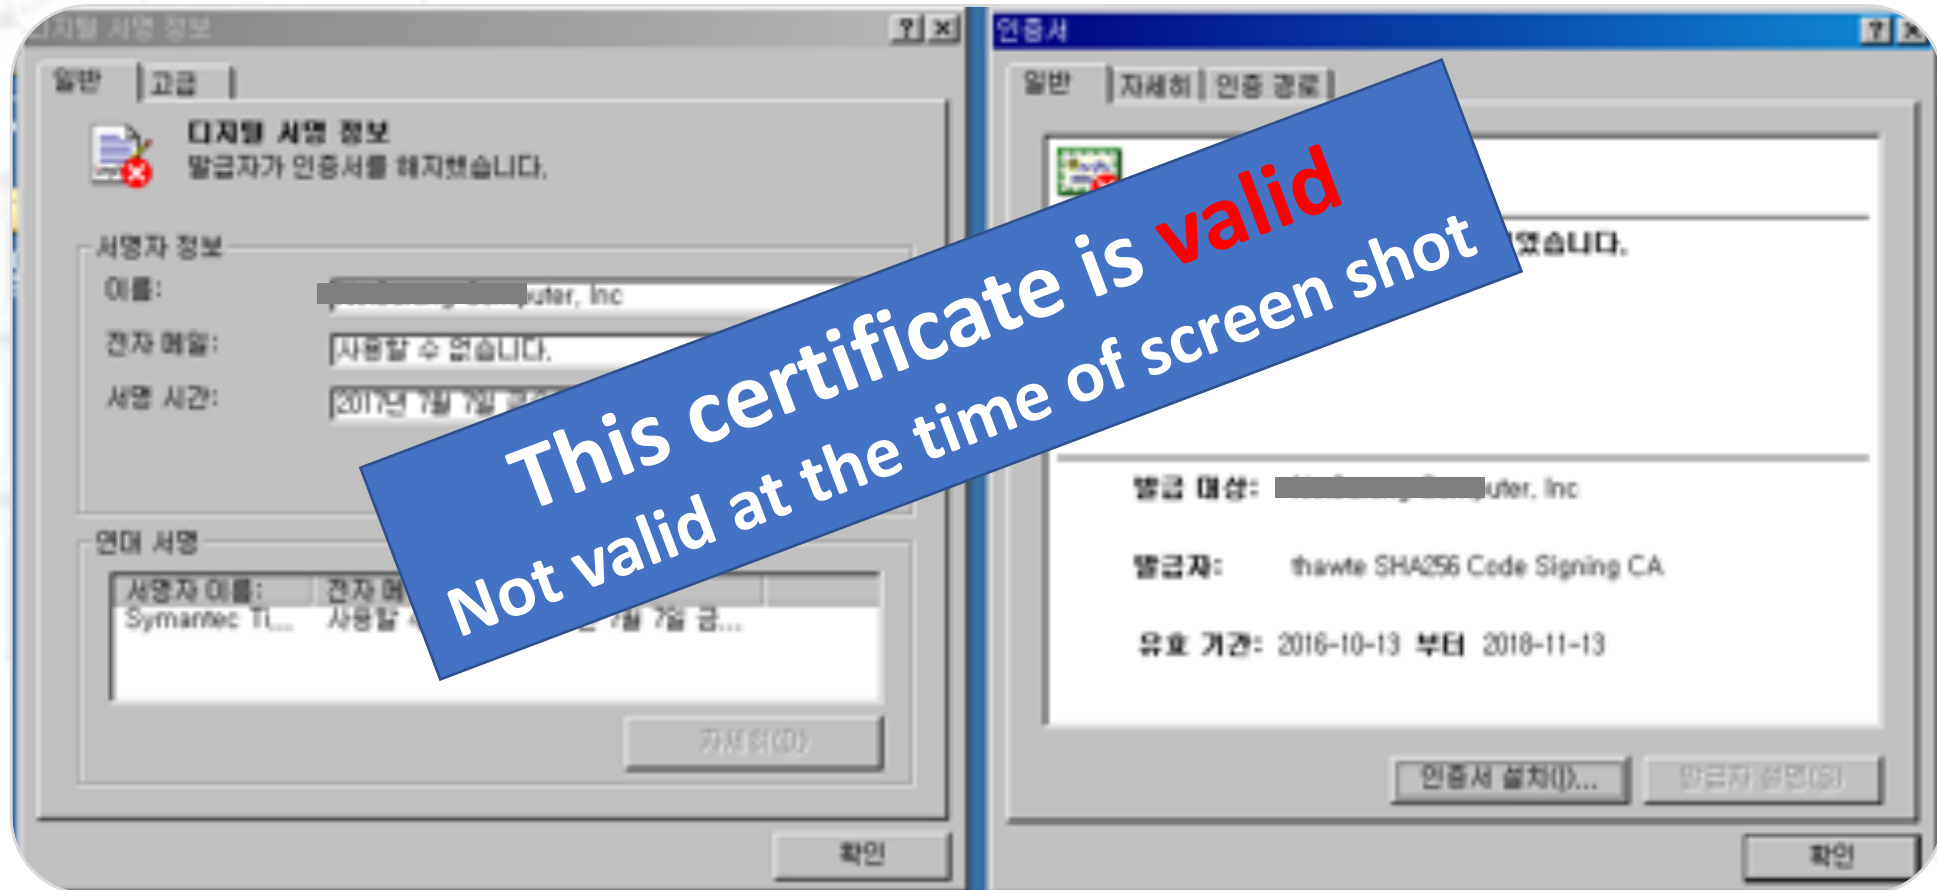 디지털 서명 정보
일반 고급
디지털 서명 정보
발급자가 인증서를 해지했습니다.
서명자 정보
이름: uter, Inc
전자 메일: 사용할 수 없습니다.
서명 시간: 2017년 7월 7일
연대 서명
서명자 이름: 전자 메
Symantec Ti... 사용할 7월 7일 금...
자세히(D)
확인
인증서
일반 자세히 인증 경로
었습니다.
발급 대상: uter, Inc
발급자: thawte SHA256 Code Signing CA
유효 기간: 2016-10-13 부터 2018-11-13
인증서 설치(I)... 발급자 설명(S)
확인
This certificate is valid
Not valid at the time of screen shot